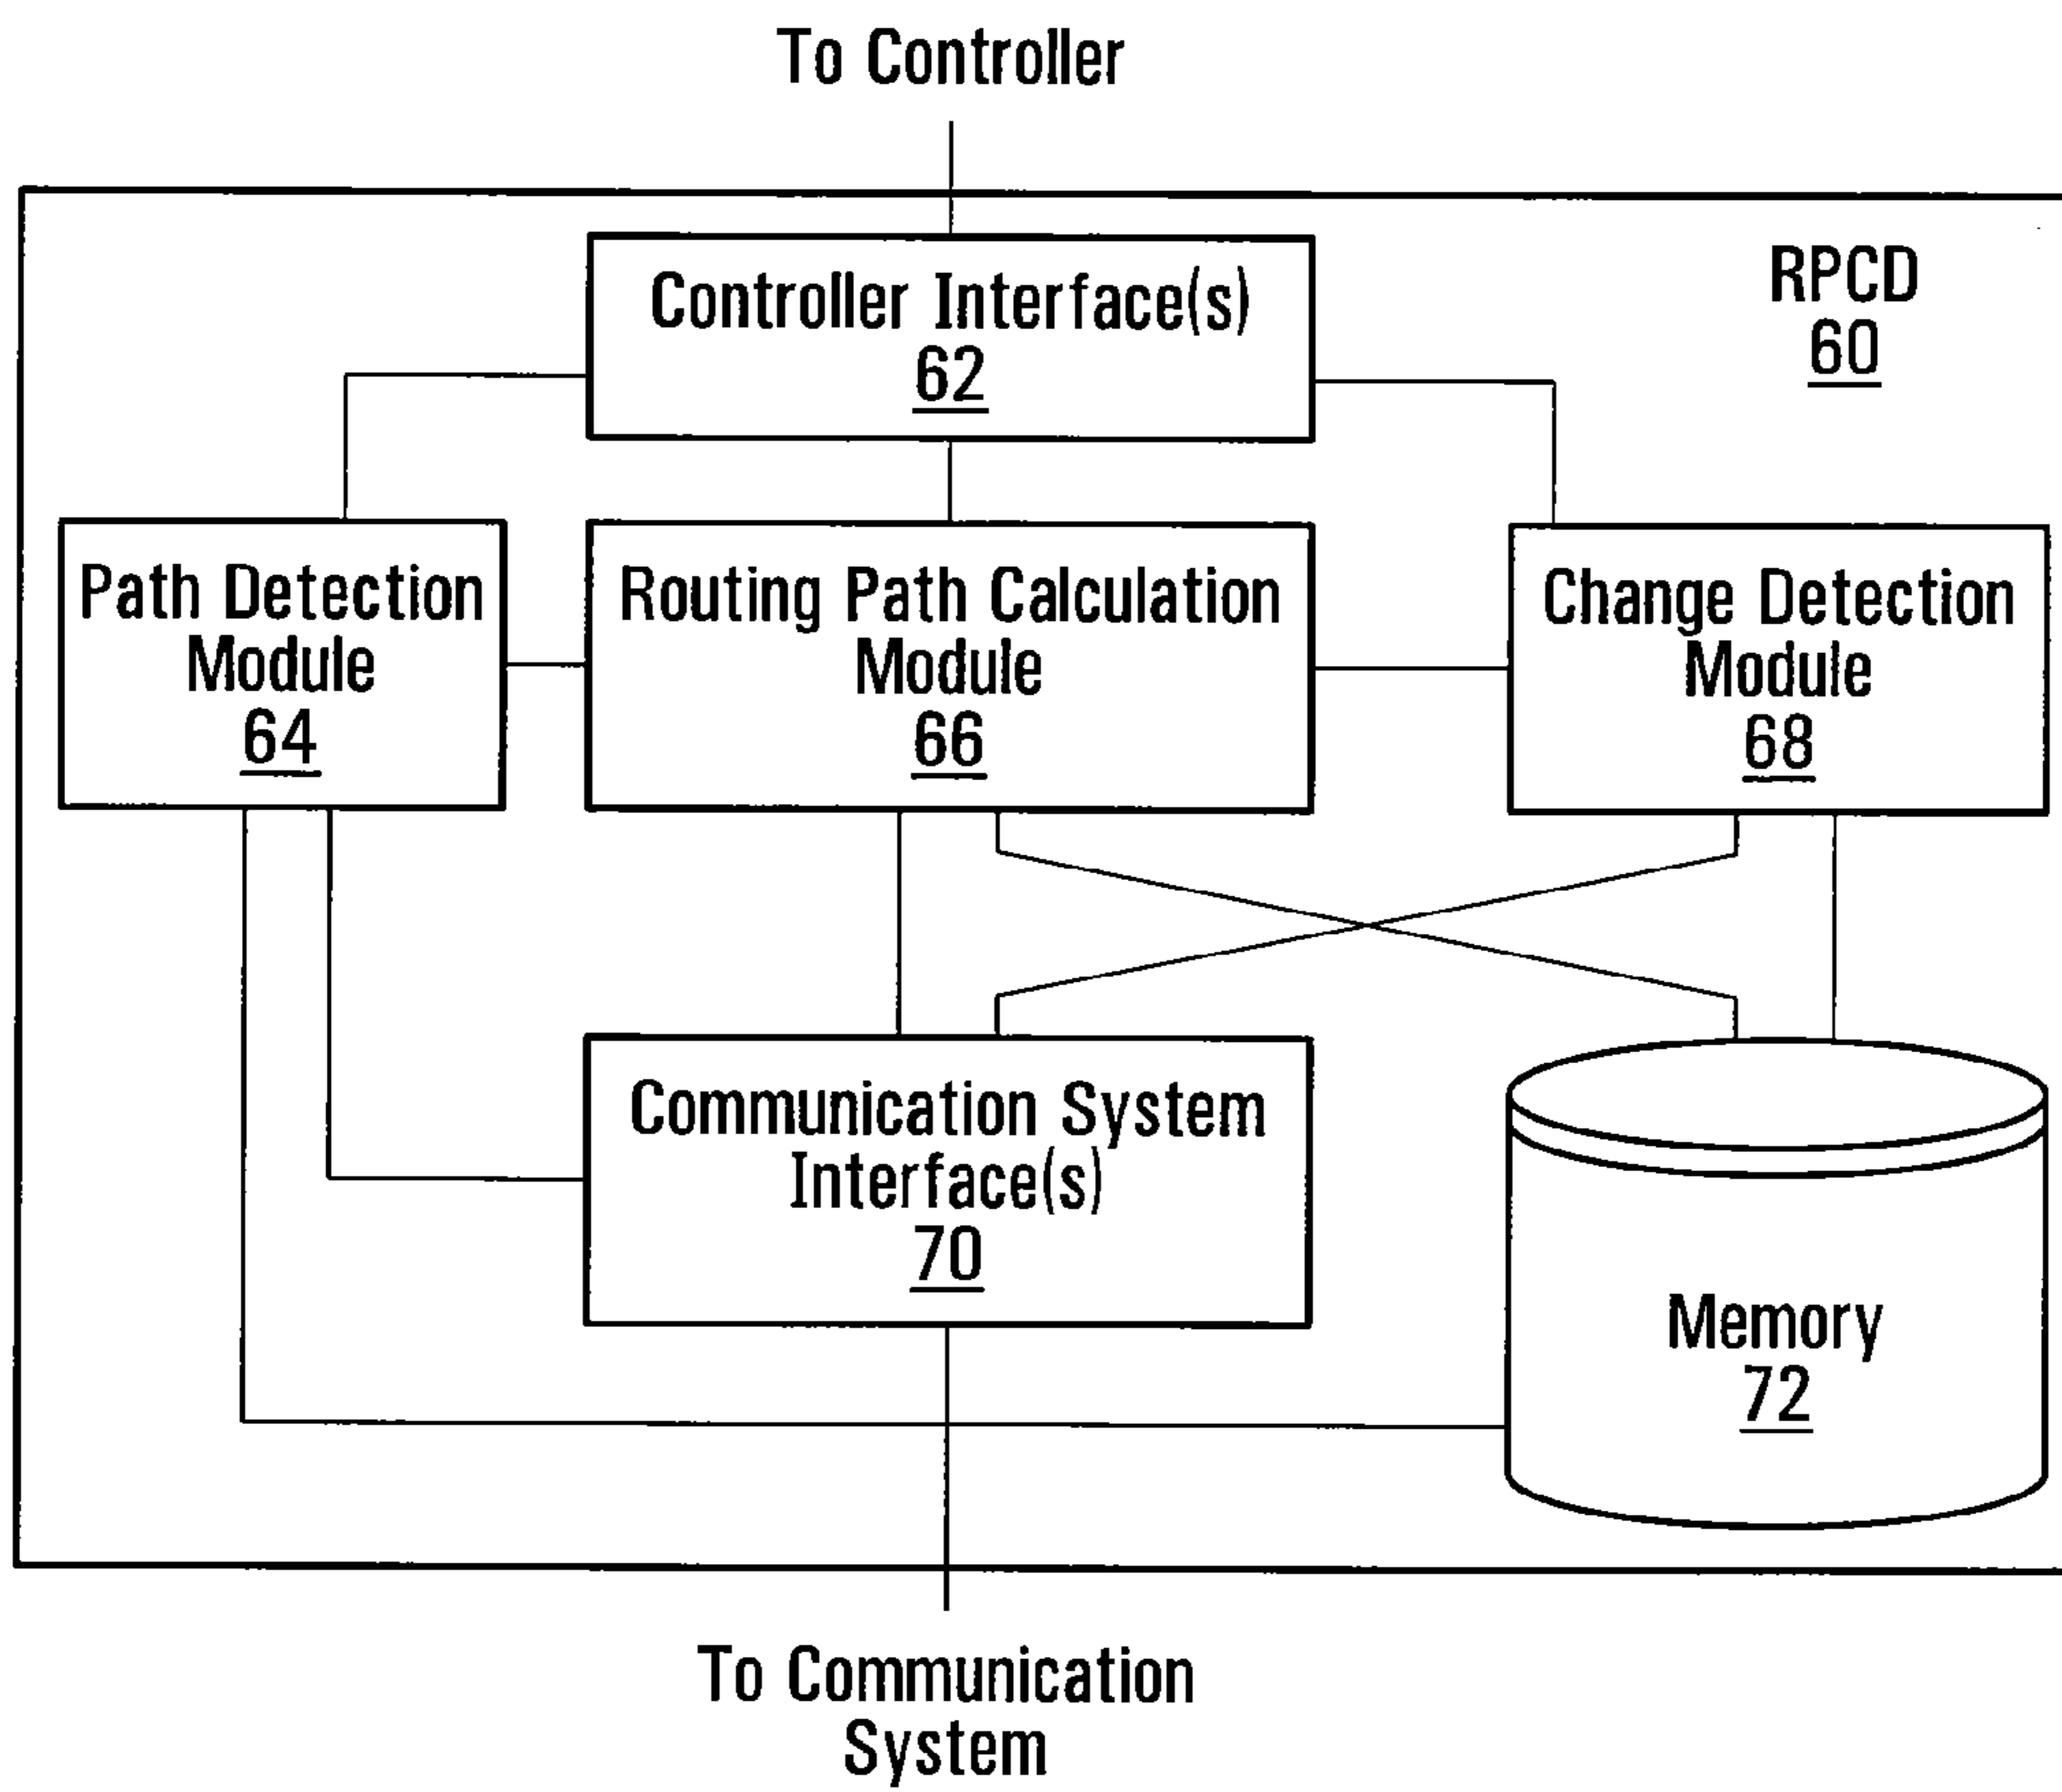 To Controller
Controller Interface(s)
62
RPCD
60
Path Detection
Module
64
Routing Path Calculation
Module
66
Change Detection
Module
68
Communication System
Interface(s)
70
Memory
72
To Communication
System